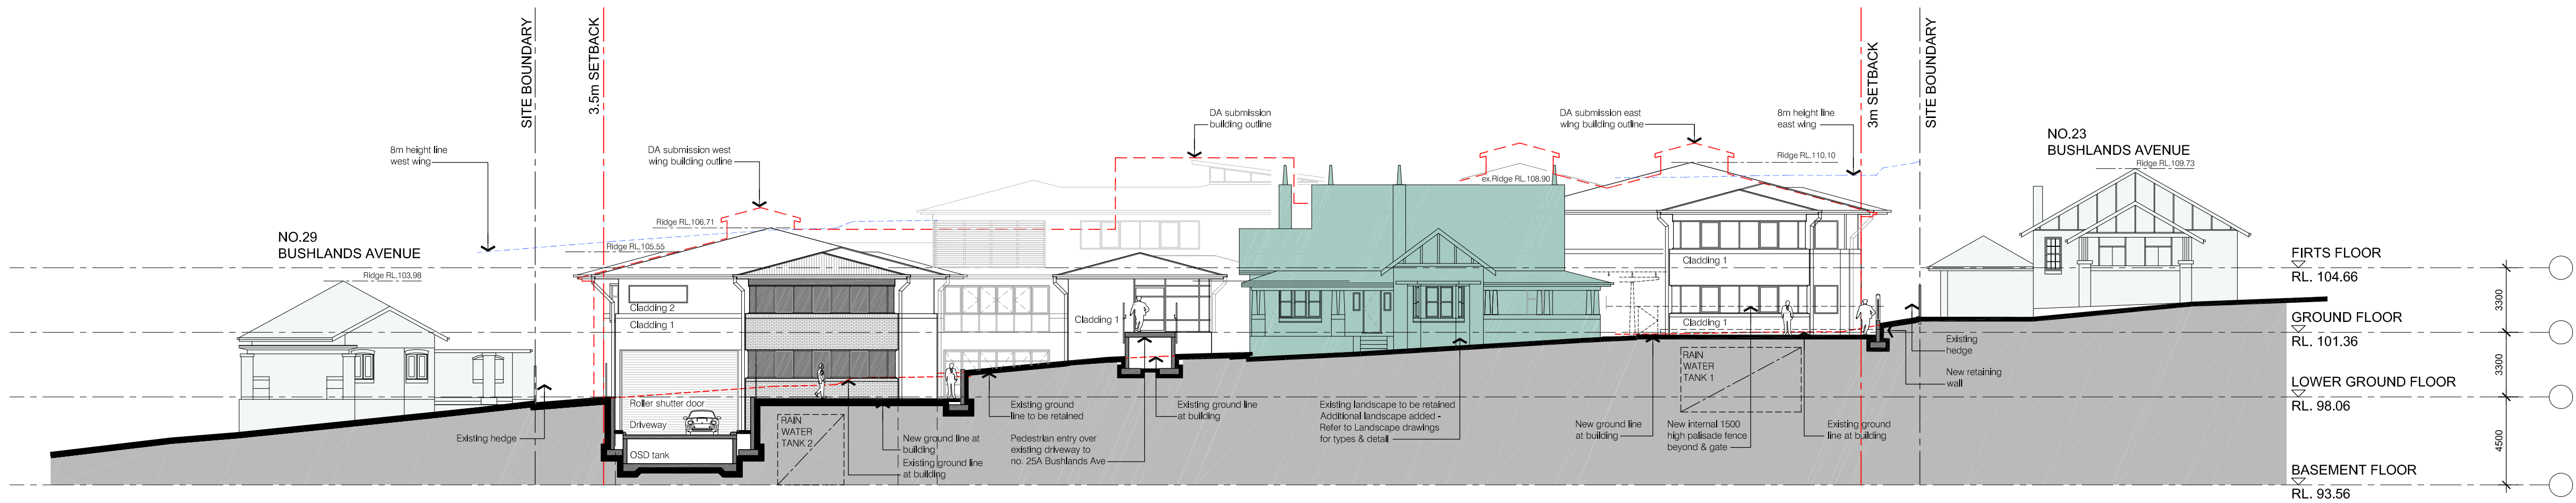 SITE BOUNDARY
3.5m SETBACK
3m SETBACK
SITE BOUNDARY
8m height line
west wing
DA submission west
wing building outline
DA submission
building outline
DA submission east
wing building outline
8m height line
east wing
NO.23
BUSHLANDS AVENUE
Ridge RL.109.73
Ridge RL.110.10
ex.Ridge RL.108.90
Ridge RL.106.71
Ridge RL.105.55
NO.29
BUSHLANDS AVENUE
Ridge RL.103.98
Cladding 2
Cladding 1
Cladding 1
Cladding 1
Cladding 1
Roller shutter door
Driveway
OSD tank
RAIN
WATER
TANK 2
RAIN
WATER
TANK 1
Existing hedge
New ground line at
building
Existing ground line
at building
Existing ground
line to be retained
Pedestrian entry over
existing driveway to
no. 25A Bushlands Ave
Existing ground line
at building
Existing landscape to be retained
Additional landscape added -
Refer to Landscape drawings
for types & detail
New ground line
at building
New internal 1500
high palisade fence
beyond & gate
Existing ground
line at building
Existing
hedge
New retaining
wall
FIRTS FLOOR
RL. 104.66
3300
GROUND FLOOR
RL. 101.36
3300
LOWER GROUND FLOOR
RL. 98.06
4500
BASEMENT FLOOR
RL. 93.56